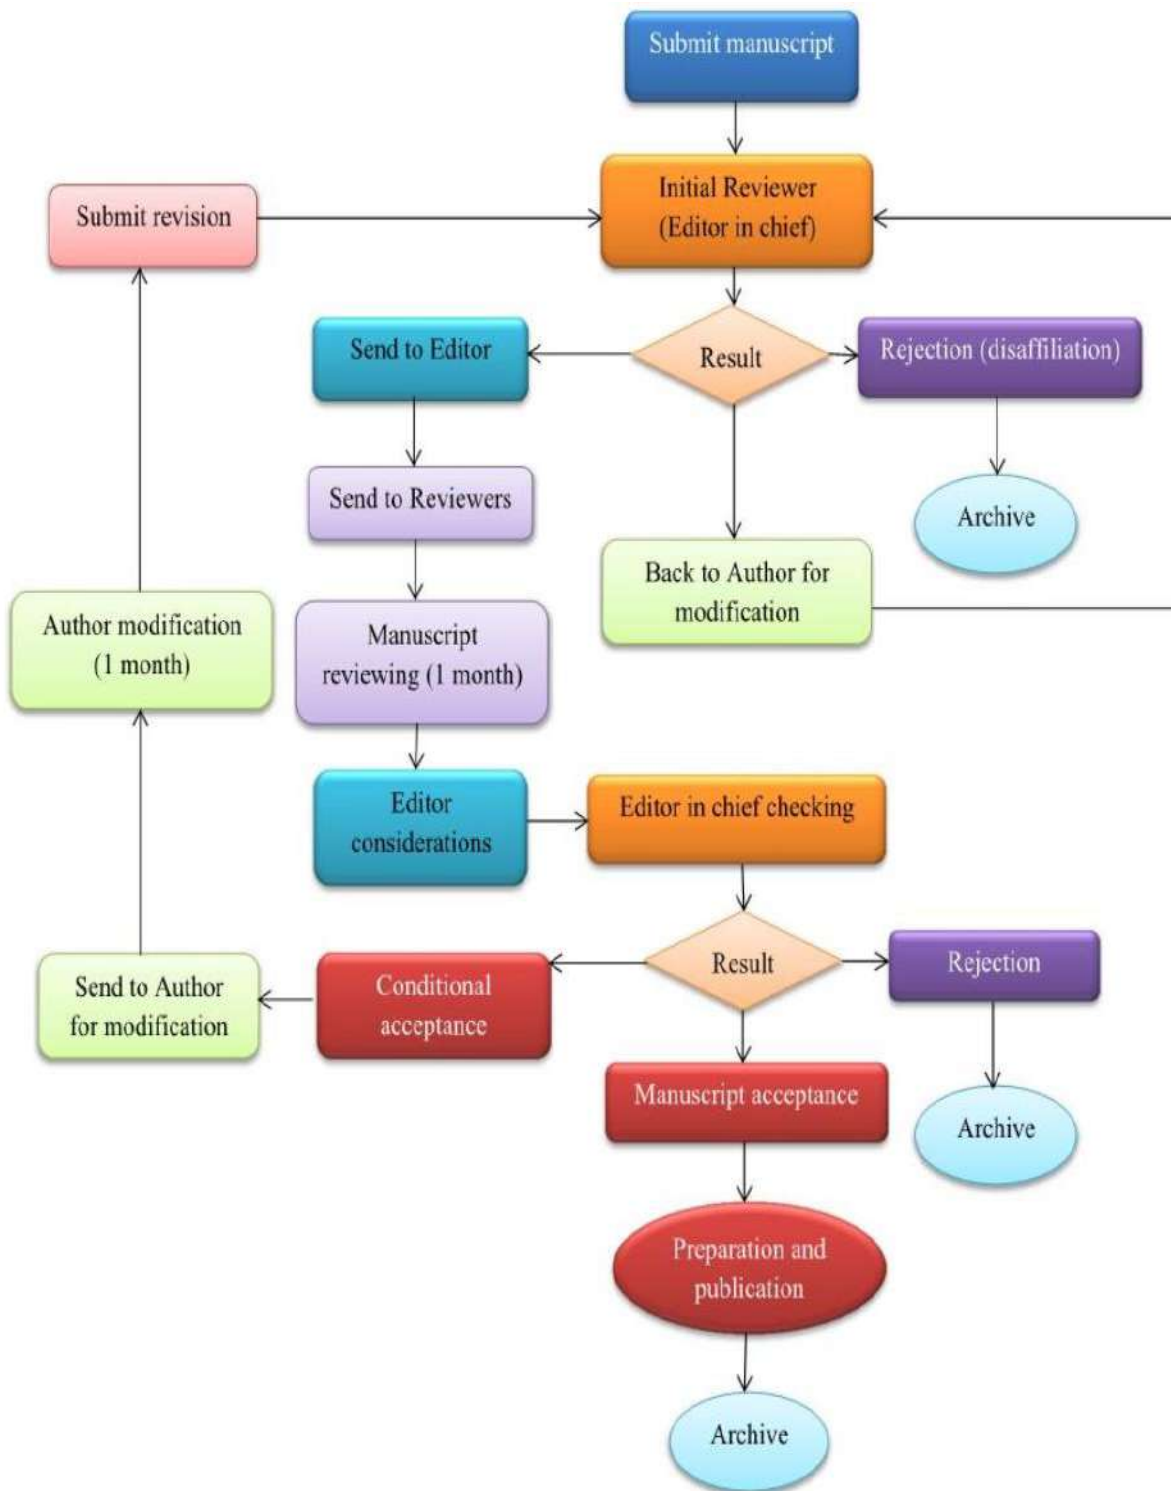 Submit manuscript
Initial Reviewer
(Editor in chief)
Submit revision
Send to Editor
Result
Rejection (disaffiliation)
Send to Reviewers
Archive
Back to Author for
modification
Author modification
(1 month)
Manuscript
reviewing (1 month)
Editor
considerations
Editor in chief checking
Send to Author
for modification
Conditional
acceptance
Result
Rejection
Manuscript acceptance
Archive
Preparation and
publication
Archive